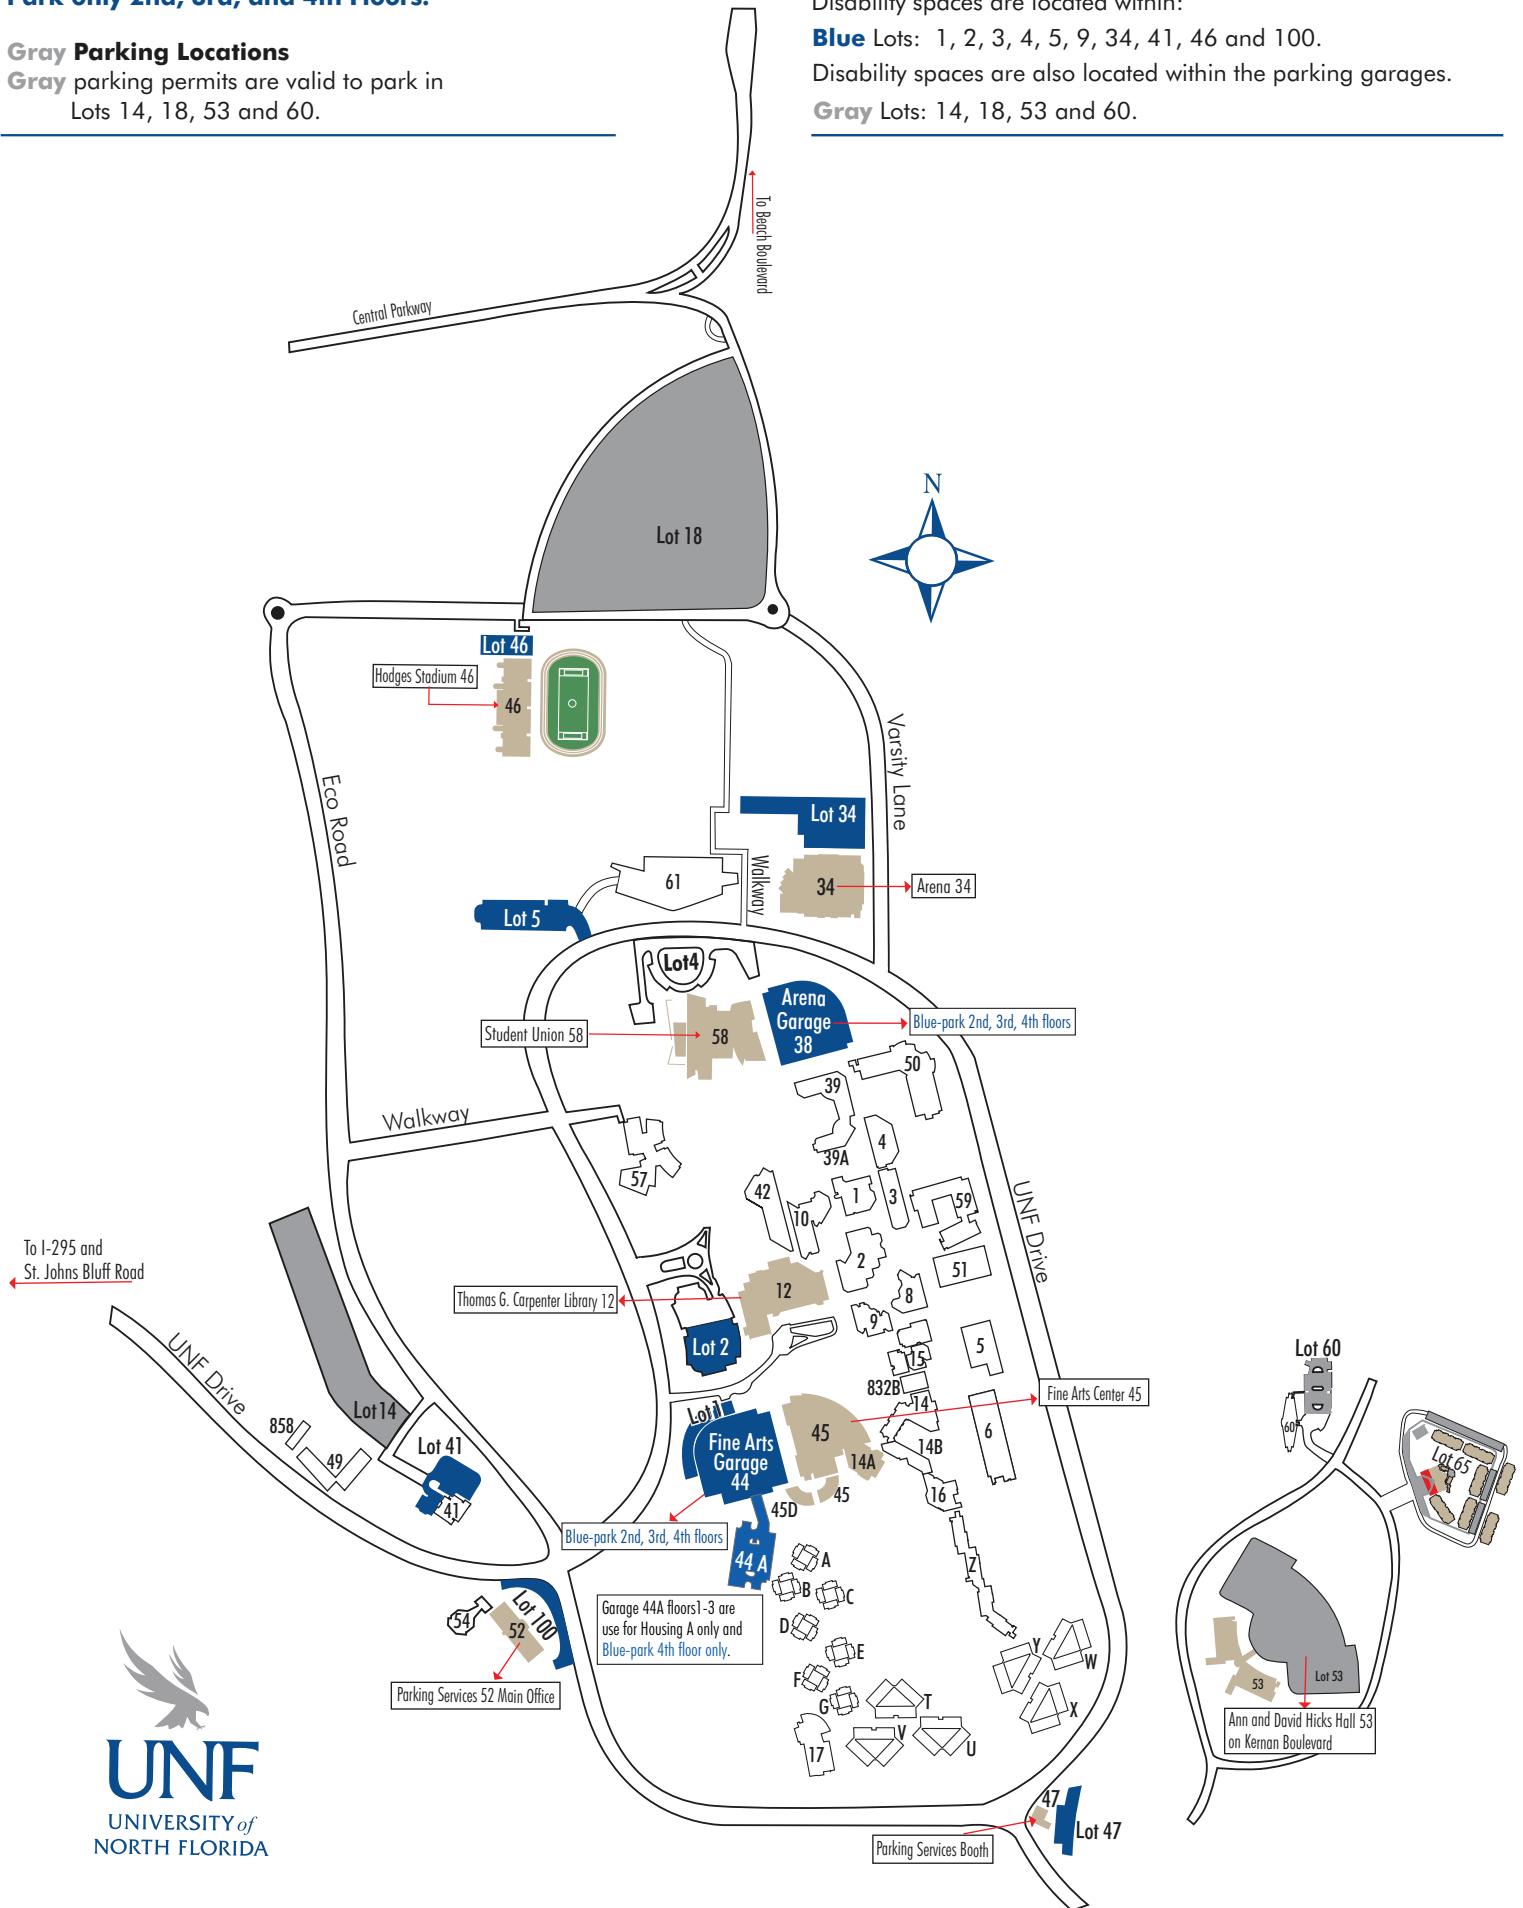 Park only 2nd, 3rd, and 4th Floors.
Gray Parking Locations
Gray parking permits are valid to park in
Lots 14, 18, 53 and 60.
Disability spaces are located within:
Blue Lots: 1, 2, 3, 4, 5, 9, 34, 41, 46 and 100.
Disability spaces are also located within the parking garages.
Gray Lots: 14, 18, 53 and 60.
To Beach Boulevard
Central Parkway
Lot 18
N
Lot 46
Hodges Stadium 46
46
Eco Road
Varsity Lane
Lot 34
Walkway
61
34
Arena 34
Lot 5
Lot4
Arena
Garage
38
Blue-park 2nd, 3rd, 4th floors
Student Union 58
58
50
39
39A
4
Walkway
57
42
10
1
3
59
UNF Drive
2
51
To I-295 and
St. Johns Bluff Road
Thomas G. Carpenter Library 12
12
8
9
Lot 2
5
15
832B
14
Lot 60
60
Lot 65
UNF Drive
Lot14
858
49
Lot 41
41
Lot 1
Fine Arts
Garage
44
45
Fine Arts Center 45
14A
14B
6
45
45D
16
Blue-park 2nd, 3rd, 4th floors
44 A
A
B
C
D
E
F
G
Z
Garage 44A floors1-3 are
use for Housing A only and
Blue-park 4th floor only.
54
Lot 100
52
Parking Services 52 Main Office
T
V
U
17
Y
W
X
Lot 53
53
Ann and David Hicks Hall 53
on Kernan Boulevard
47
Lot 47
Parking Services Booth
UNF
UNIVERSITY of
NORTH FLORIDA